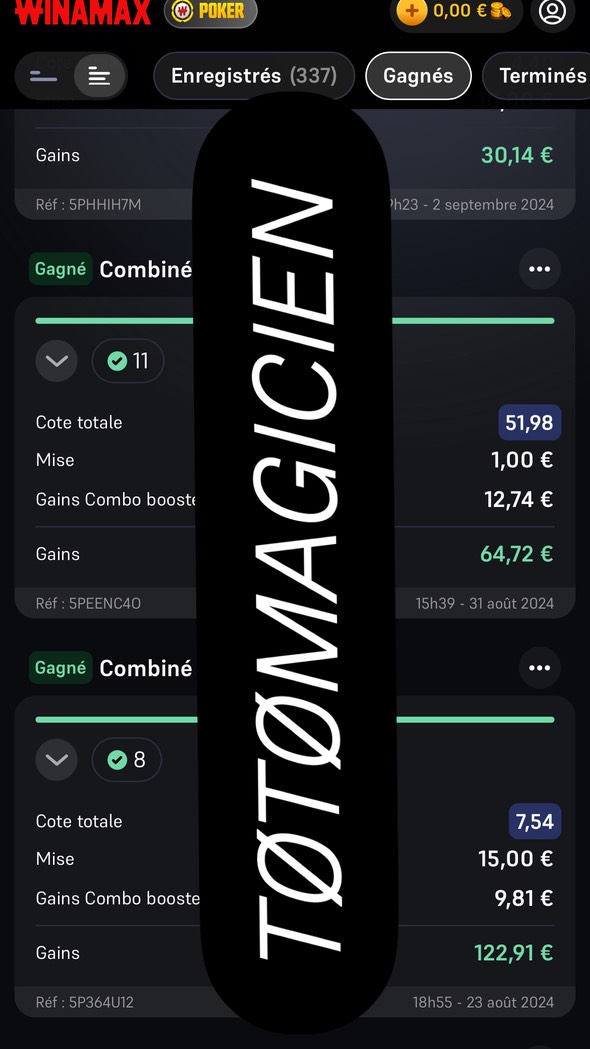 WINAMAX
POKER
0,00 €
Enregistrés (337)
Gagnés
Terminés
Gains
30,14 €
Réf : 5PHHIH7M
h23 - 2 septembre 2024
Gagné
Combiné
11
Cote totale
51,98
Mise
1,00 €
Gains Combo booste
12,74 €
Gains
64,72 €
Réf : 5PEENC4O
15h39 - 31 août 2024
Gagné
Combiné
8
Cote totale
7,54
Mise
15,00 €
Gains Combo booste
9,81 €
Gains
122,91 €
Réf : 5P364U12
18h55 - 23 août 2024
TØTØMAGICIEN